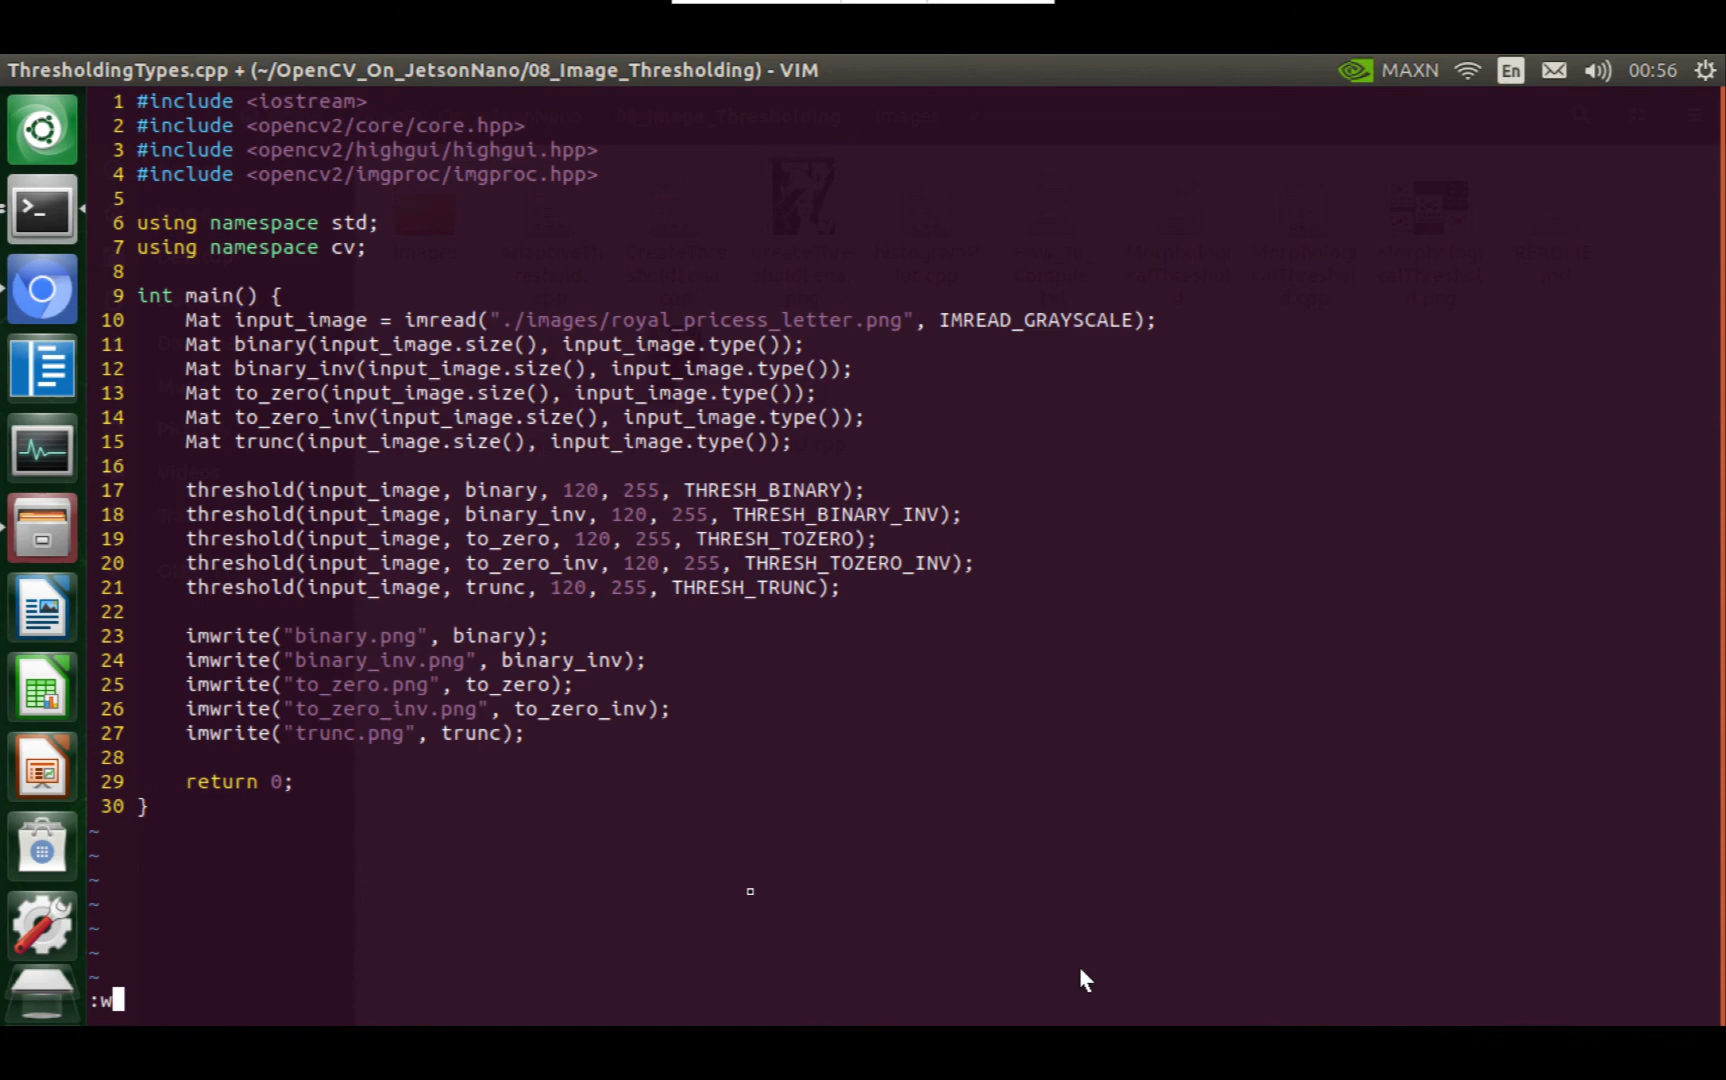 ThresholdingTypes.cpp + (~/OpenCV_On_JetsonNano/08_Image_Thresholding) - VIM
MAXN En 00:56
1 #include <iostream>
2 #include <opencv2/core/core.hpp>
3 #include <opencv2/highgui/highgui.hpp>
4 #include <opencv2/imgproc/imgproc.hpp>
5
6 using namespace std;
7 using namespace cv;
8
9 int main() {
10     Mat input_image = imread("./images/royal_pricess_letter.png", IMREAD_GRAYSCALE);
11     Mat binary(input_image.size(), input_image.type());
12     Mat binary_inv(input_image.size(), input_image.type());
13     Mat to_zero(input_image.size(), input_image.type());
14     Mat to_zero_inv(input_image.size(), input_image.type());
15     Mat trunc(input_image.size(), input_image.type());
16
17     threshold(input_image, binary, 120, 255, THRESH_BINARY);
18     threshold(input_image, binary_inv, 120, 255, THRESH_BINARY_INV);
19     threshold(input_image, to_zero, 120, 255, THRESH_TOZERO);
20     threshold(input_image, to_zero_inv, 120, 255, THRESH_TOZERO_INV);
21     threshold(input_image, trunc, 120, 255, THRESH_TRUNC);
22
23     imwrite("binary.png", binary);
24     imwrite("binary_inv.png", binary_inv);
25     imwrite("to_zero.png", to_zero);
26     imwrite("to_zero_inv.png", to_zero_inv);
27     imwrite("trunc.png", trunc);
28
29     return 0;
30 }
~
~
~
~
~
~
~
:w